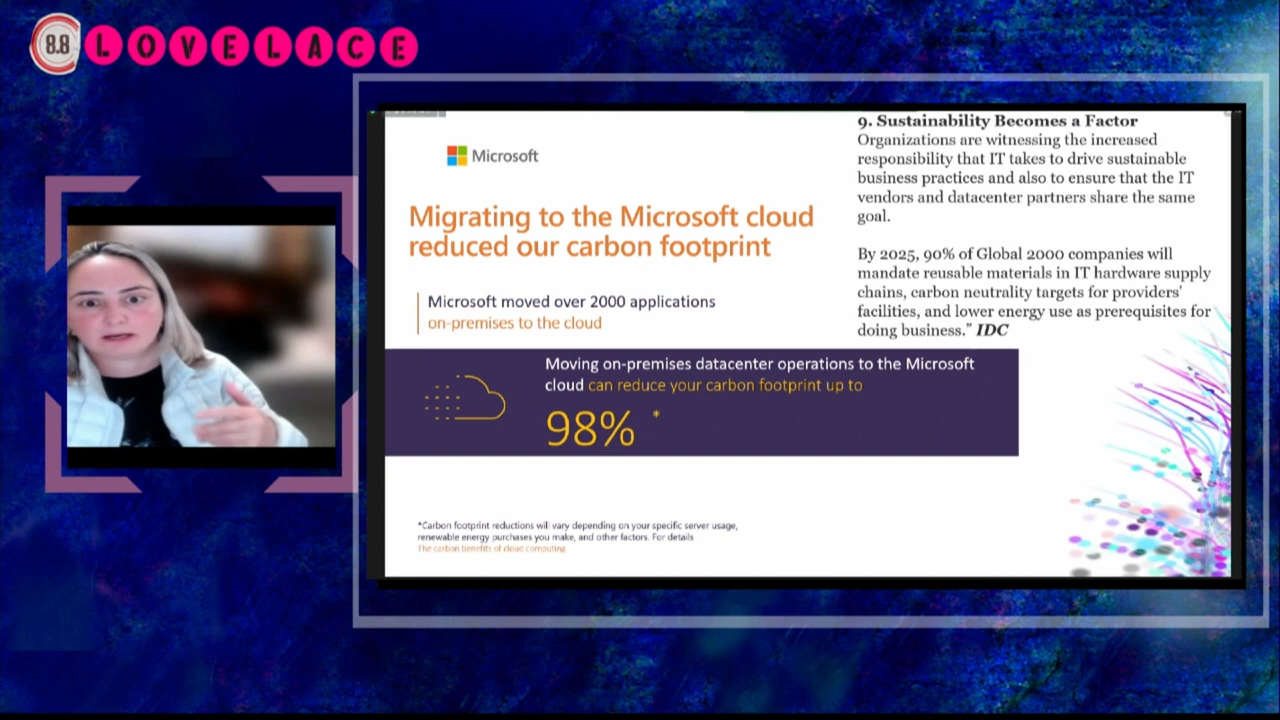 8.8 LOVELACE
Microsoft
Migrating to the Microsoft cloud
reduced our carbon footprint
Microsoft moved over 2000 applications
on-premises to the cloud
9. Sustainability Becomes a Factor
Organizations are witnessing the increased
responsibility that IT takes to drive sustainable
business practices and also to ensure that the IT
vendors and datacenter partners share the same
goal.
By 2025, 90% of Global 2000 companies will
mandate reusable materials in IT hardware supply
chains, carbon neutrality targets for providers'
facilities, and lower energy use as prerequisites for
doing business.” IDC
Moving on-premises datacenter operations to the Microsoft
cloud can reduce your carbon footprint up to
98% *
*Carbon footprint reductions will vary depending on your specific server usage,
renewable energy purchases you make, and other factors. For details
The carbon benefits of cloud computing